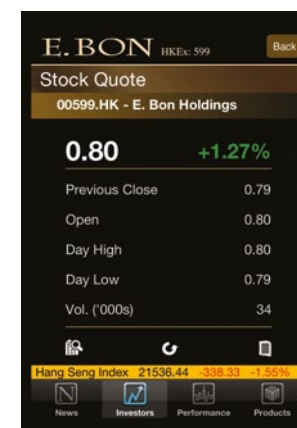 E. BON HKEx: 599 Back
Stock Quote
00599.HK - E. Bon Holdings
0.80 +1.27%
Previous Close 0.79
Open 0.80
Day High 0.80
Day Low 0.79
Vol. ('000s) 34
Hang Seng Index 21536.44 -338.33 -1.55%
N
News Investors Performance Products